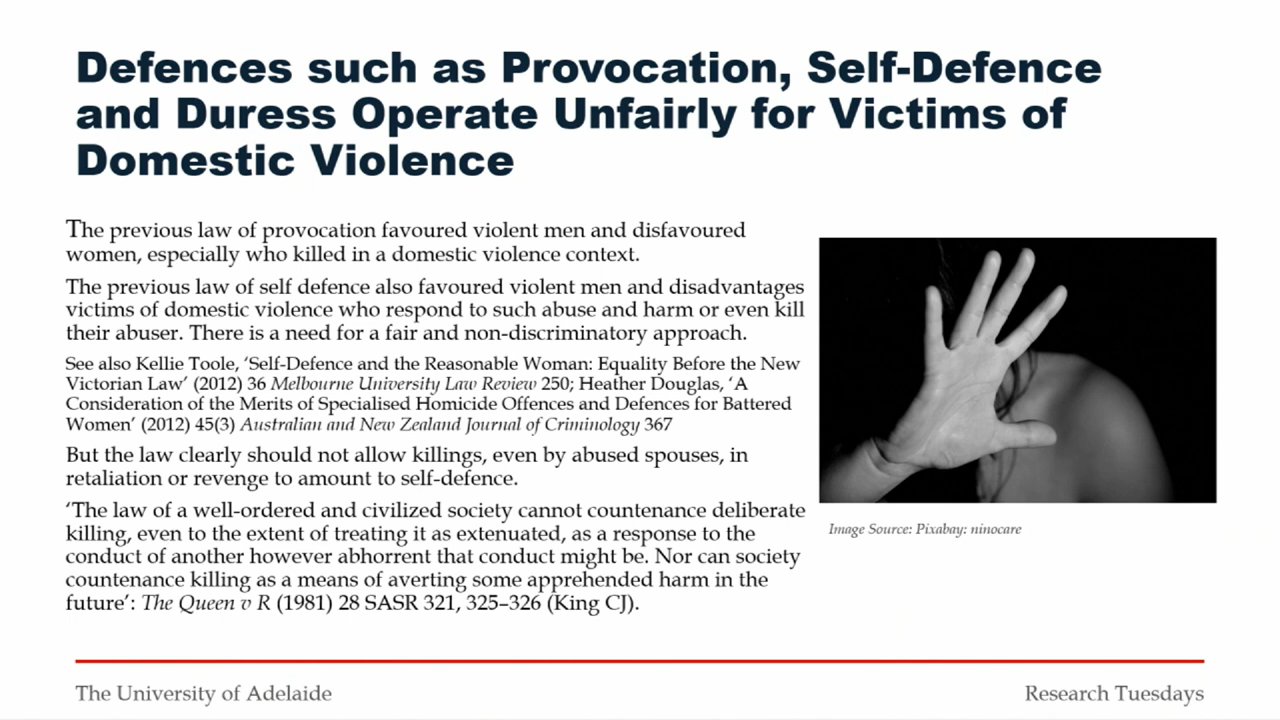 Defences such as Provocation, Self-Defence
and Duress Operate Unfairly for Victims of
Domestic Violence
The previous law of provocation favoured violent men and disfavoured
women, especially who killed in a domestic violence context.
The previous law of self defence also favoured violent men and disadvantages
victims of domestic violence who respond to such abuse and harm or even kill
their abuser. There is a need for a fair and non-discriminatory approach.
See also Kellie Toole, ‘Self-Defence and the Reasonable Woman: Equality Before the New
Victorian Law’ (2012) 36 Melbourne University Law Review 250; Heather Douglas, ‘A
Consideration of the Merits of Specialised Homicide Offences and Defences for Battered
Women’ (2012) 45(3) Australian and New Zealand Journal of Criminology 367
But the law clearly should not allow killings, even by abused spouses, in
retaliation or revenge to amount to self-defence.
‘The law of a well-ordered and civilized society cannot countenance deliberate
killing, even to the extent of treating it as extenuated, as a response to the
conduct of another however abhorrent that conduct might be. Nor can society
countenance killing as a means of averting some apprehended harm in the
future’: The Queen v R (1981) 28 SASR 321, 325–326 (King CJ).
Image Source: Pixabay: ninocare
The University of Adelaide
Research Tuesdays